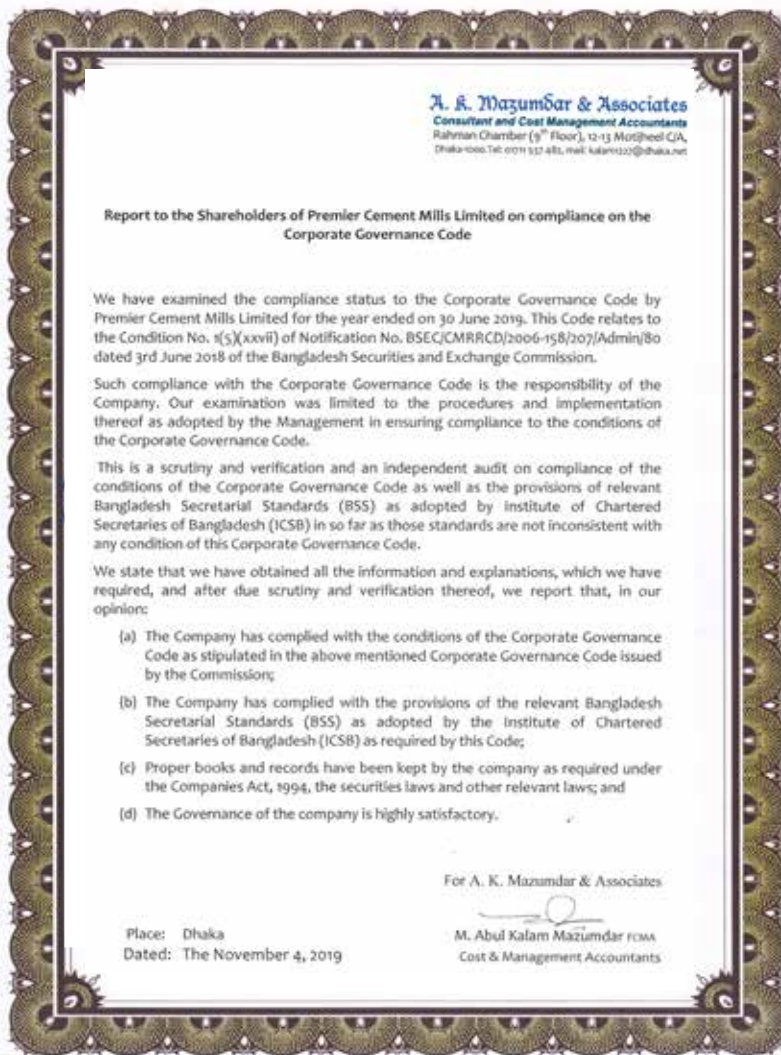 A. K. Mazumdar & Associates
Consultant and Cost Management Accountants
Rahman Chamber (9th Floor), 12-13 Motijheel C/A,
Dhaka-1000. Tel: 01711 537 482, mail:
Report to the Shareholders of Premier Cement Mills Limited on compliance on the
Corporate Governance Code
We have examined the compliance status to the Corporate Governance Code by
Premier Cement Mills Limited for the year ended on 30 June 2019. This Code relates to
the Condition No. 1(5)(xxvii) of Notification No. BSEC/CMRRCD/2006-158/207/Admin/80
dated 3rd June 2018 of the Bangladesh Securities and Exchange Commission.
Such compliance with the Corporate Governance Code is the responsibility of the
Company. Our examination was limited to the procedures and implementation
thereof as adopted by the Management in ensuring compliance to the conditions of
the Corporate Governance Code.
This is a scrutiny and verification and an independent audit on compliance of the
conditions of the Corporate Governance Code as well as the provisions of relevant
Bangladesh Secretarial Standards (BSS) as adopted by Institute of Chartered
Secretaries of Bangladesh (ICSB) in so far as those standards are not inconsistent with
any condition of this Corporate Governance Code.
We state that we have obtained all the information and explanations, which we have
required, and after due scrutiny and verification thereof, we report that, in our
opinion:
(a) The Company has complied with the conditions of the Corporate Governance
Code as stipulated in the above mentioned Corporate Governance Code issued
by the Commission;
(b) The Company has complied with the provisions of the relevant Bangladesh
Secretarial Standards (BSS) as adopted by the Institute of Chartered
Secretaries of Bangladesh (ICSB) as required by this Code;
(c) Proper books and records have been kept by the company as required under
the Companies Act, 1994, the securities laws and other relevant laws; and
(d) The Governance of the company is highly satisfactory.
For A. K. Mazumdar & Associates
Place: Dhaka
Dated: The November 4, 2019
M. Abul Kalam Mazumdar FCMA
Cost & Management Accountants